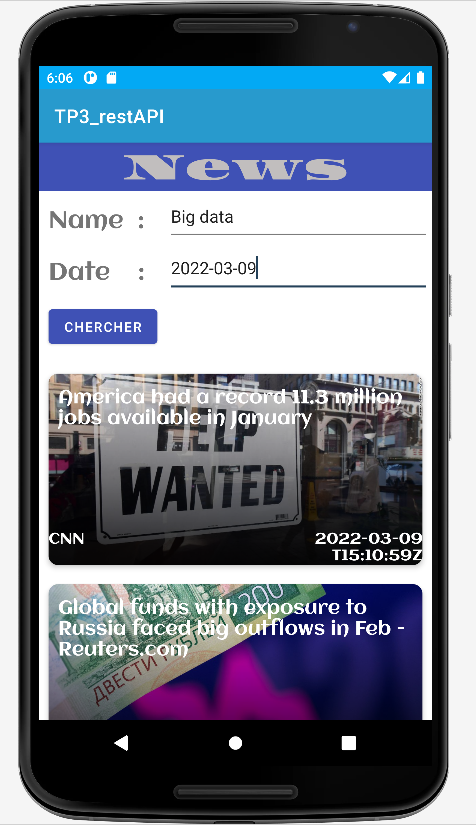 6:06
TP3_restAPI
News
Name :
Big data
Date :
2022-03-09
CHERCHER
America had a record 11.3 million
jobs available in January
HELP
WANTED
CNN
2022-03-09
T15:10:59Z
Global funds with exposure to
Russia faced big outflows in Feb -
Reuters.com
200
ДВЕСТИ